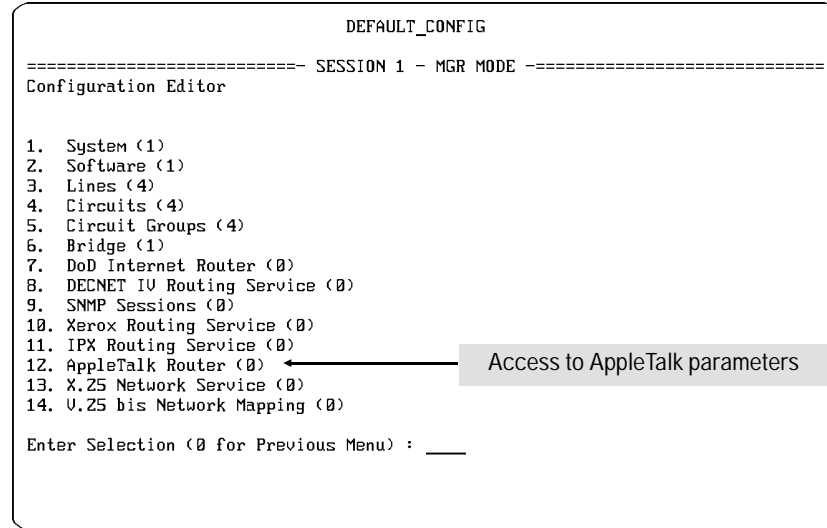 DEFAULT_CONFIG
===========================- SESSION 1 - MGR MODE -=============================
Configuration Editor
1. System (1)
2. Software (1)
3. Lines (4)
4. Circuits (4)
5. Circuit Groups (4)
6. Bridge (1)
7. DoD Internet Router (0)
8. DECNET IV Routing Service (0)
9. SNMP Sessions (0)
10. Xerox Routing Service (0)
11. IPX Routing Service (0)
12. AppleTalk Router (0) Access to AppleTalk parameters
13. X.25 Network Service (0)
14. V.25 bis Network Mapping (0)
Enter Selection (0 for Previous Menu) : ____